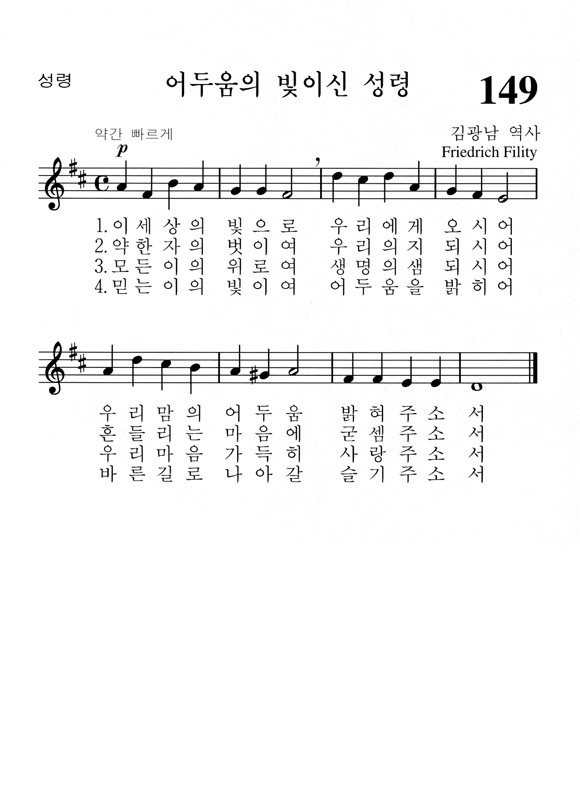 성령
어두움의 빛이신 성령
149
약간 빠르게
김광남 역사
p
Friedrich Fility
1. 이 세 상 의 빛 으 로 우 리 에 게 오 시 어
2. 약 한 자 의 벗 이 여 우 리 의 지 되 시 어
3. 모 든 이 의 위 로 여 생 명 의 샘 되 시 어
4. 믿 는 이 의 빛 이 여 어 두 움 을 밝 히 어
우 리 맘 의 어 두 움 밝 혀 주 소 서
흔 들 리 는 마 음 에 굳 셈 주 소 서
우 리 마 음 가 득 히 사 랑 주 소 서
바 른 길 로 나 아 갈 슬 기 주 소 서